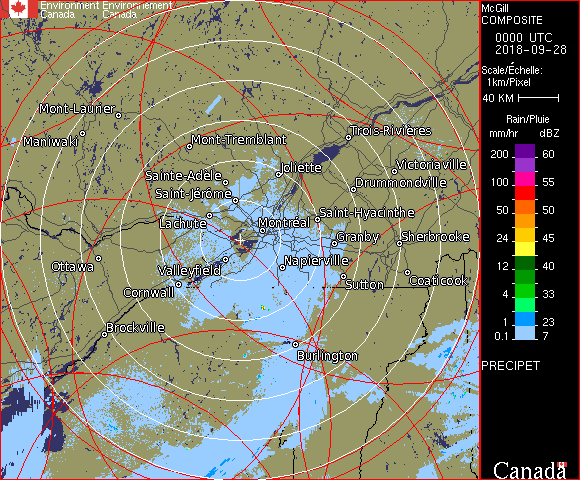 Environment Environnement
Canada Canada
McGill
COMPOSITE
0000 UTC
2018-09-28
Scale/Échelle:
1km/Pixel
40 KM
Rain/Pluie
mm/hr dBZ
200 60
100 55
50 50
24 45
12 40
4 33
1 23
0.1 7
PRECIPET
Canada
Mont-Laurier
Maniwaki
Mont-Tremblant
Trois-Rivières
Joliette
Victoriaville
Sainte-Adèle
Drummondville
Saint-Jérôme
Saint-Hyacinthe
Lachute
Montréal
Granby
Sherbrooke
Ottawa
Valleyfield
Napierville
Cornwall
Sutton
Coaticook
Brockville
Burlington